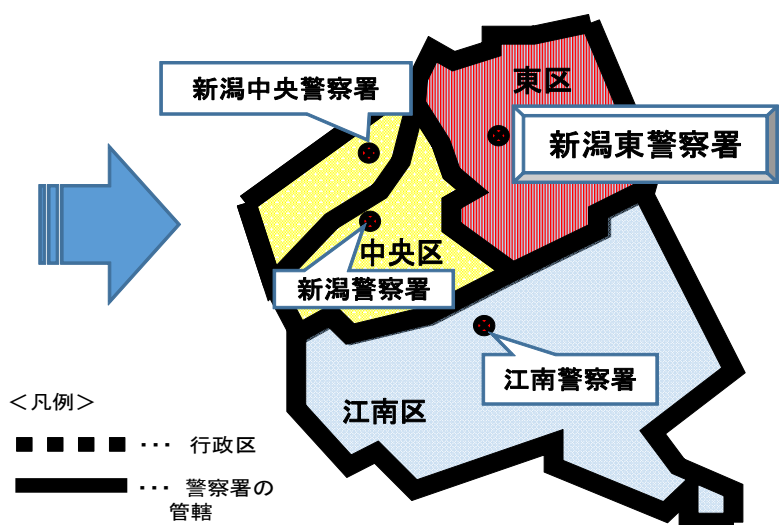 新潟中央警察署
東区
新潟東警察署
中央区
新潟警察署
江南警察署
江南区
＜凡例＞
･･･ 行政区
･･･ 警察署の
管轄